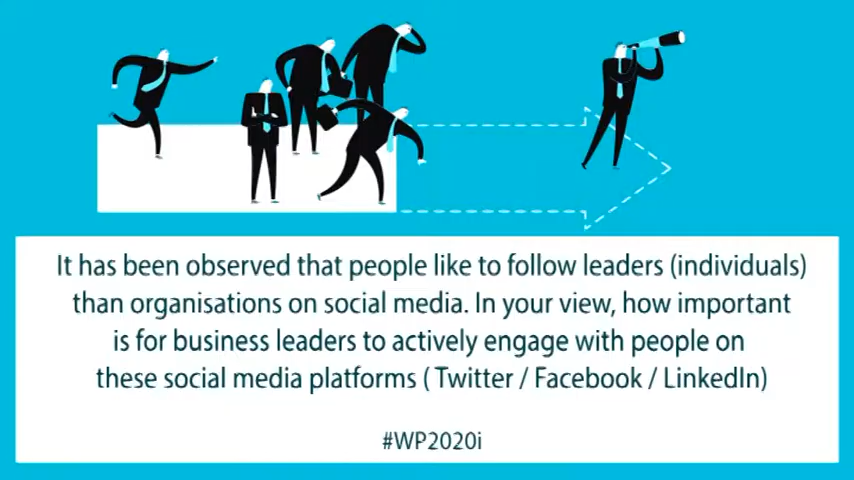 It has been observed that people like to follow leaders (individuals)
than organisations on social media. In your view, how important
is for business leaders to actively engage with people on
these social media platforms ( Twitter / Facebook / LinkedIn)
#WP2020i